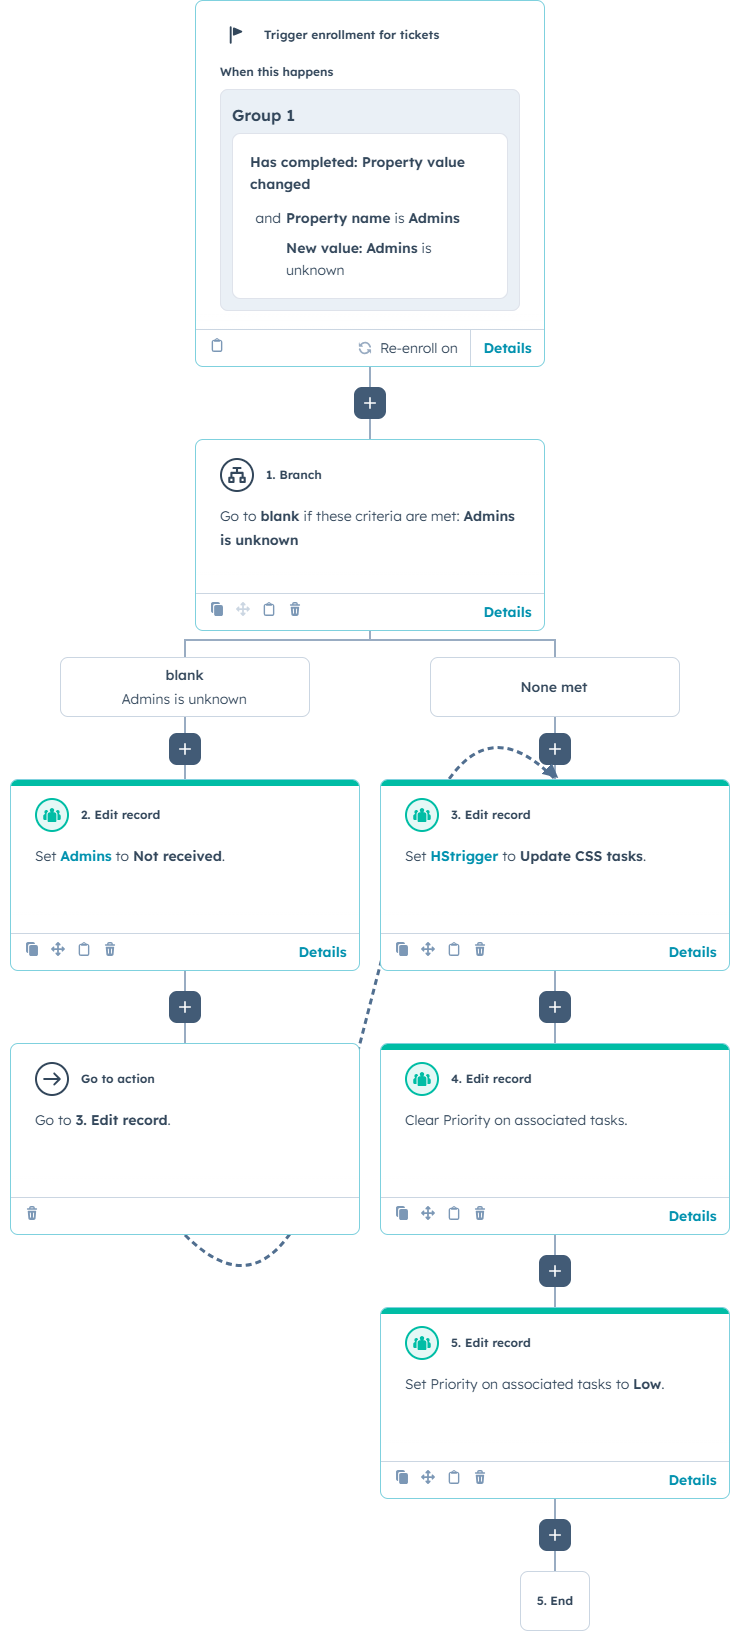 Trigger enrollment for tickets
When this happens
Group 1
Has completed: Property value
changed
and Property name is Admins
New value: Admins is
unknown
Re-enroll on
Details
1. Branch
Go to blank if these criteria are met: Admins
is unknown
Details
blank
Admins is unknown
None met
2. Edit record
Set Admins to Not received.
Details
3. Edit record
Set HStrigger to Update CSS tasks.
Details
Go to action
Go to 3. Edit record.
4. Edit record
Clear Priority on associated tasks.
Details
5. Edit record
Set Priority on associated tasks to Low.
Details
5. End